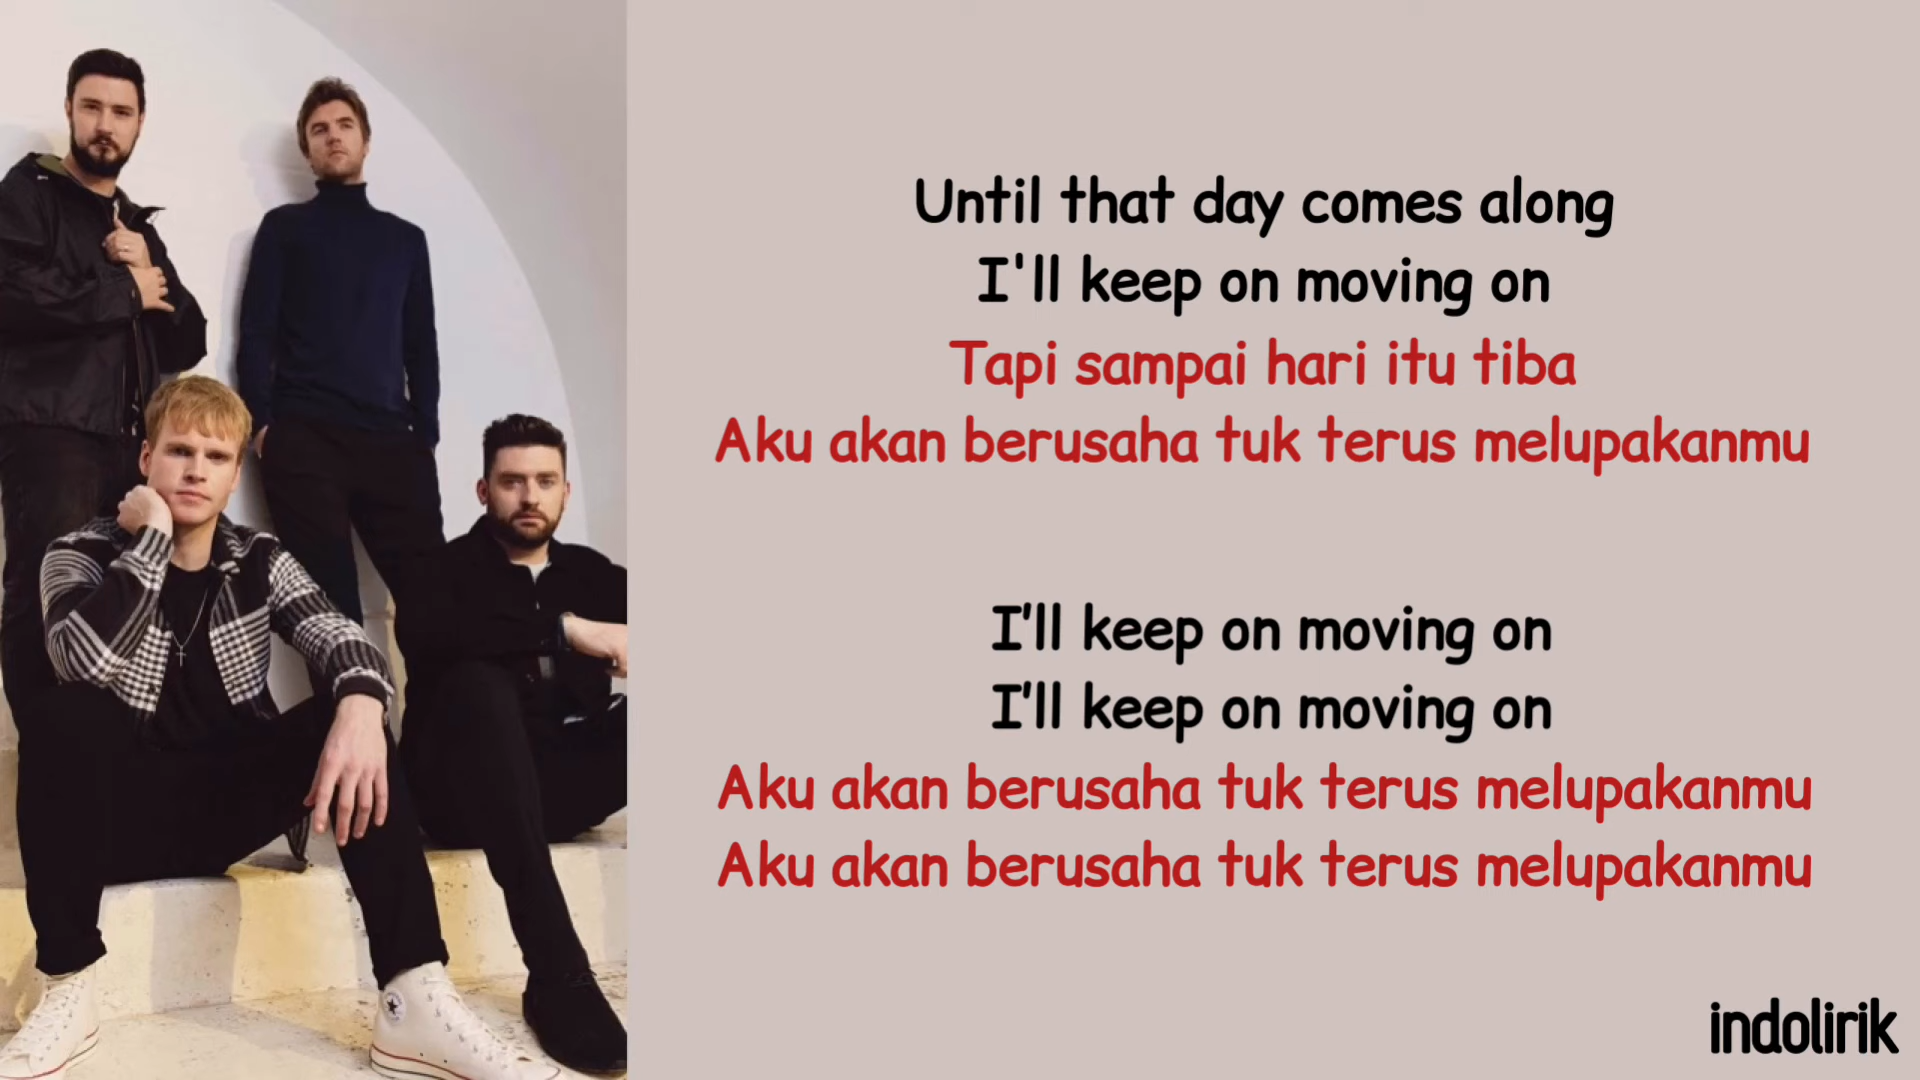 Until that day comes along
I'll keep on moving on
Tapi sampai hari itu tiba
Aku akan berusaha tuk terus melupakanmu
I'll keep on moving on
I'll keep on moving on
Aku akan berusaha tuk terus melupakanmu
Aku akan berusaha tuk terus melupakanmu
indolirik